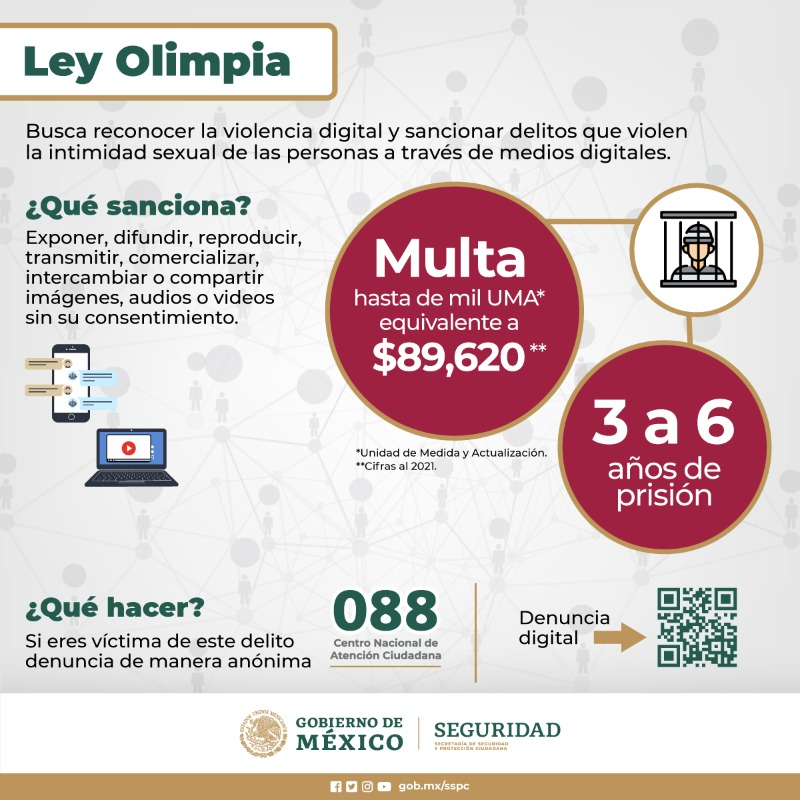 Ley Olimpia
Busca reconocer la violencia digital y sancionar delitos que violen
la intimidad sexual de las personas a través de medios digitales.
¿Qué sanciona?
Exponer, difundir, reproducir,
transmitir, comercializar,
intercambiar o compartir
imágenes, audios o videos
sin su consentimiento.
Multa
hasta de mil UMA*
equivalente a
$89,620**
*Unidad de Medida y Actualización.
**Cifras al 2021.
3 a 6
años de
prisión
¿Qué hacer?
Si eres víctima de este delito
denuncia de manera anónima
088
Centro Nacional de
Atención Ciudadana
Denuncia
digital
GOBIERNO DE
MÉXICO
SEGURIDAD
SECRETARÍA DE SEGURIDAD
Y PROTECCIÓN CIUDADANA
gob.mx/sspc